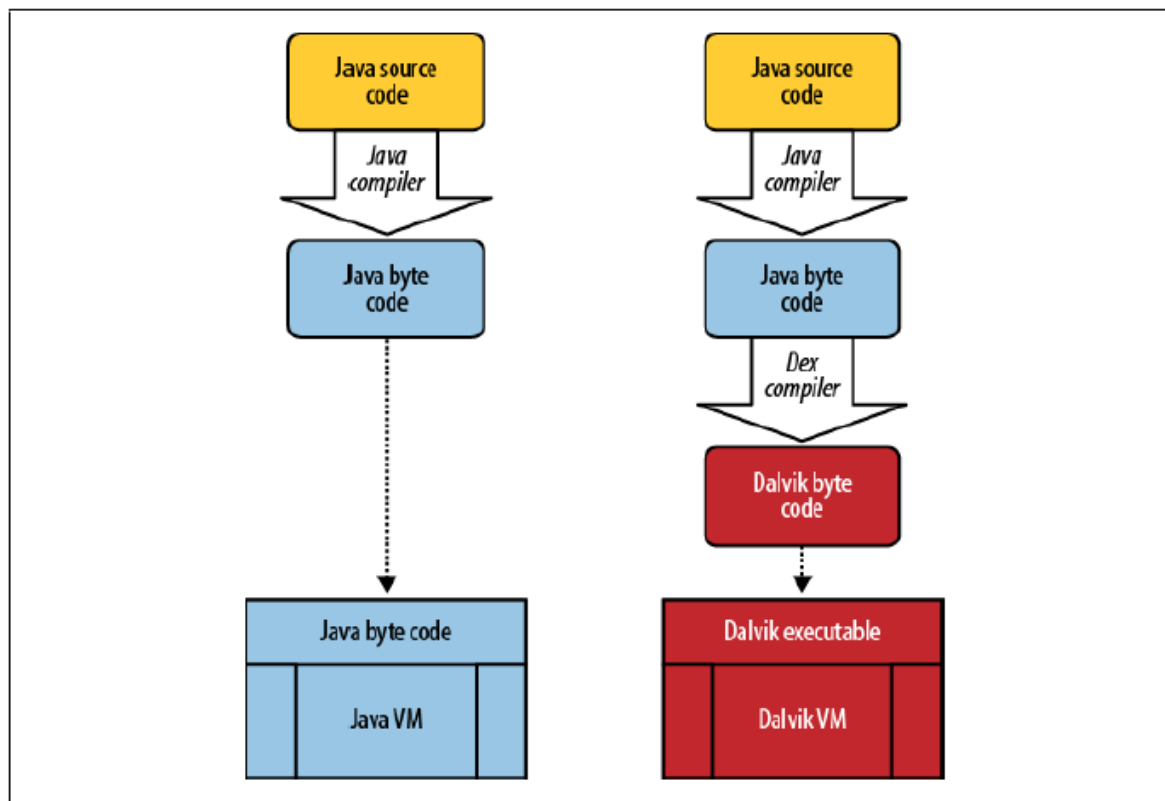 Java source
code
Java
compiler
Java byte
code
Java byte code
Java VM
Java source
code
Java
compiler
Java byte
code
Dex
compiler
Dalvik byte
code
Dalvik executable
Dalvik VM